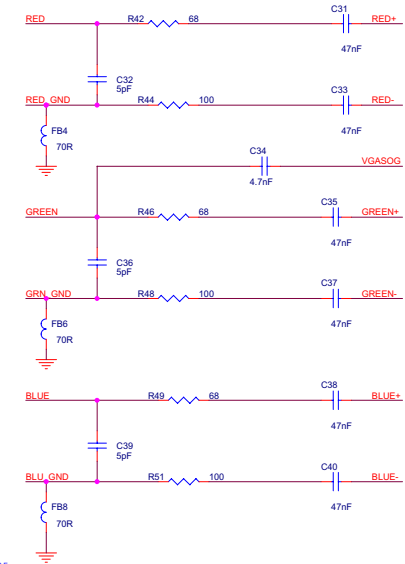 C31
RED R42 68 RED+
47nF
C32
5pF
C33
RED_GND R44 100 RED-
47nF
FB4
70R
C34
VGASOG
4.7nF
C35
GREEN R46 68 GREEN+
47nF
C36
5pF
C37
GRN_GND R48 100 GREEN-
47nF
FB6
70R
C38
BLUE R49 68 BLUE+
47nF
C39
5pF
C40
BLU_GND R51 100 BLUE-
47nF
FB8
70R